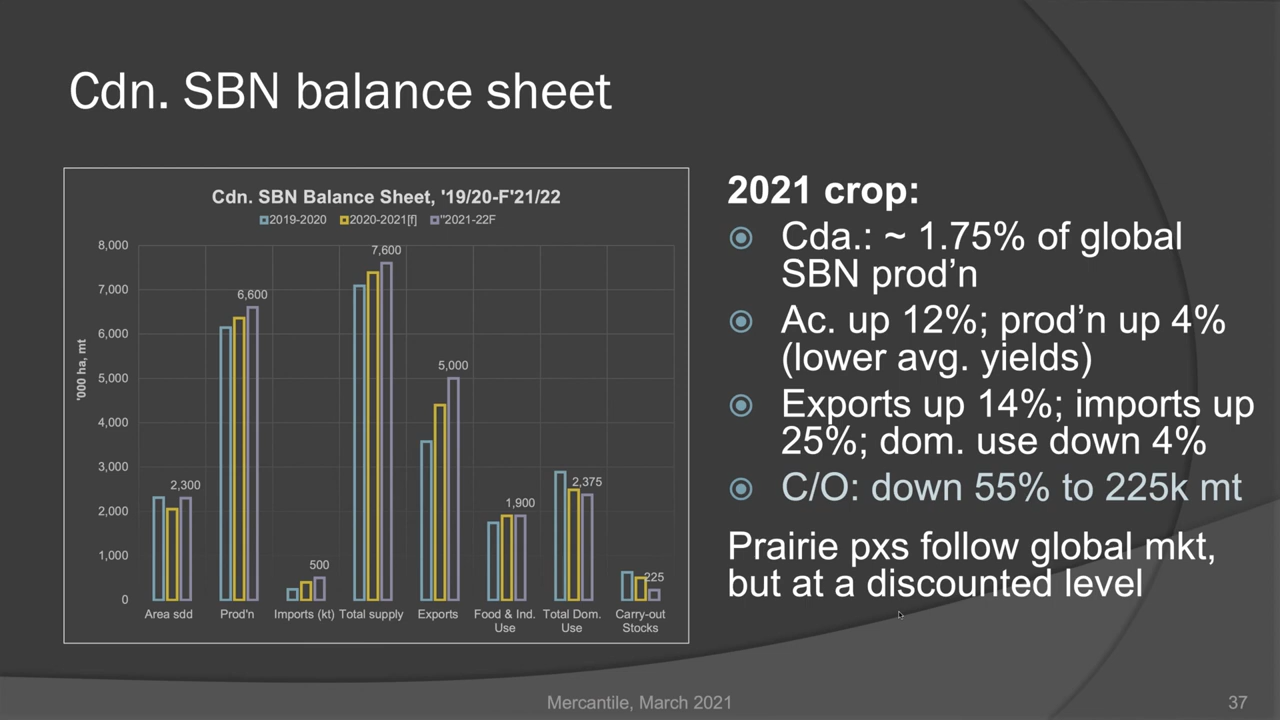 Cdn. SBN balance sheet
Cdn. SBN Balance Sheet, '19/20-F'21/22
2019-2020 2020-2021[f] "2021-22F
'000 ha, mt
8,000
7,000
6,000
5,000
4,000
3,000
2,000
1,000
0
2,300
6,600
500
7,600
5,000
1,900
2,375
225
Area sdd Prod'n Imports (kt) Total supply Exports Food & Ind. Total Dom. Carry-out
Use Use Stocks
2021 crop:
Cda.: ~ 1.75% of global
SBN prod’n
Ac. up 12%; prod’n up 4%
(lower avg. yields)
Exports up 14%; imports up
25%; dom. use down 4%
C/O: down 55% to 225k mt
Prairie pxs follow global mkt,
but at a discounted level
Mercantile, March 2021
37